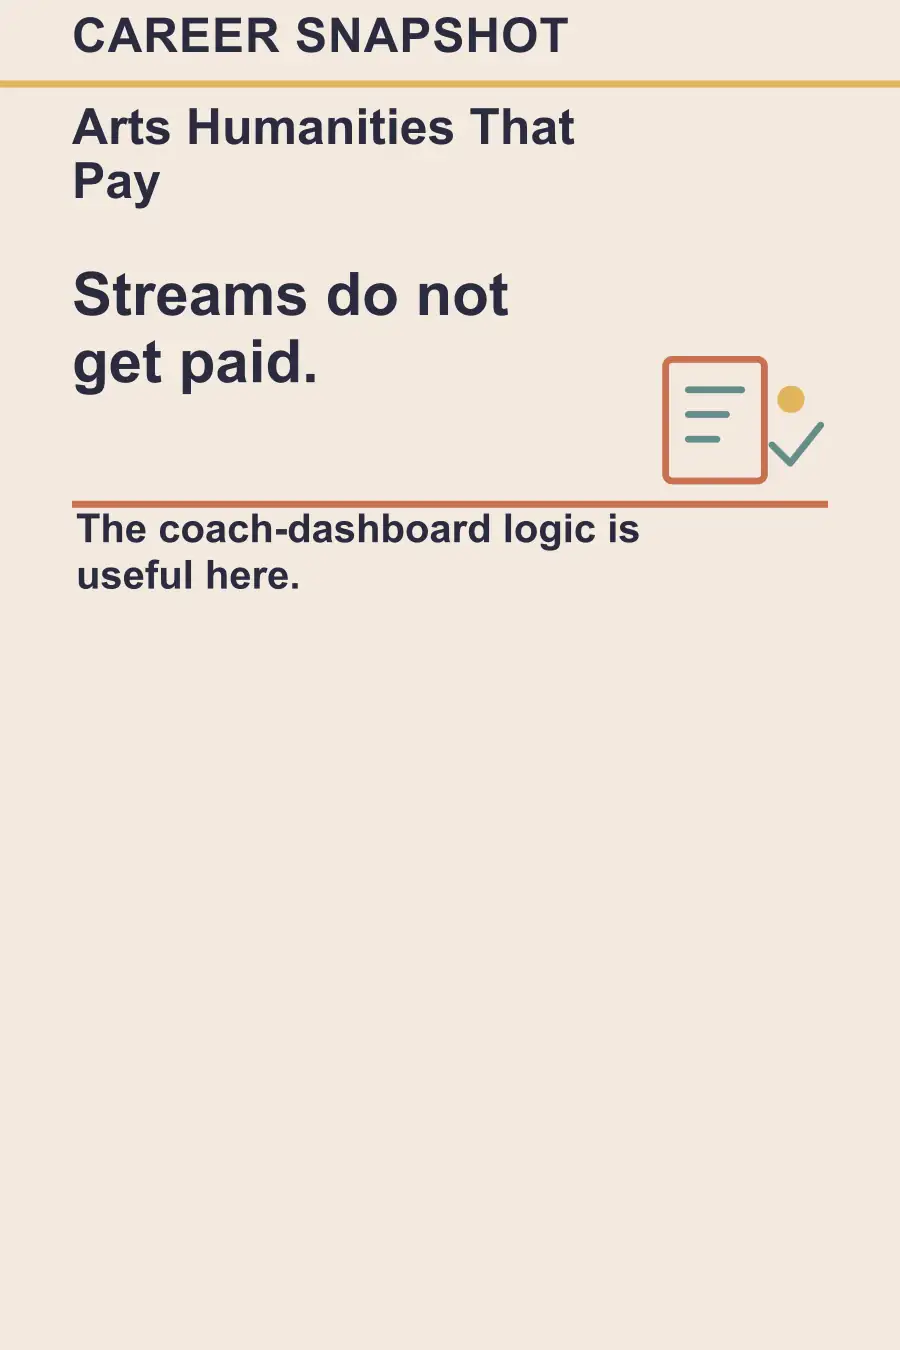 CAREER SNAPSHOT
Arts Humanities That
Pay
Streams do not
get paid.
The coach-dashboard logic is
useful here.